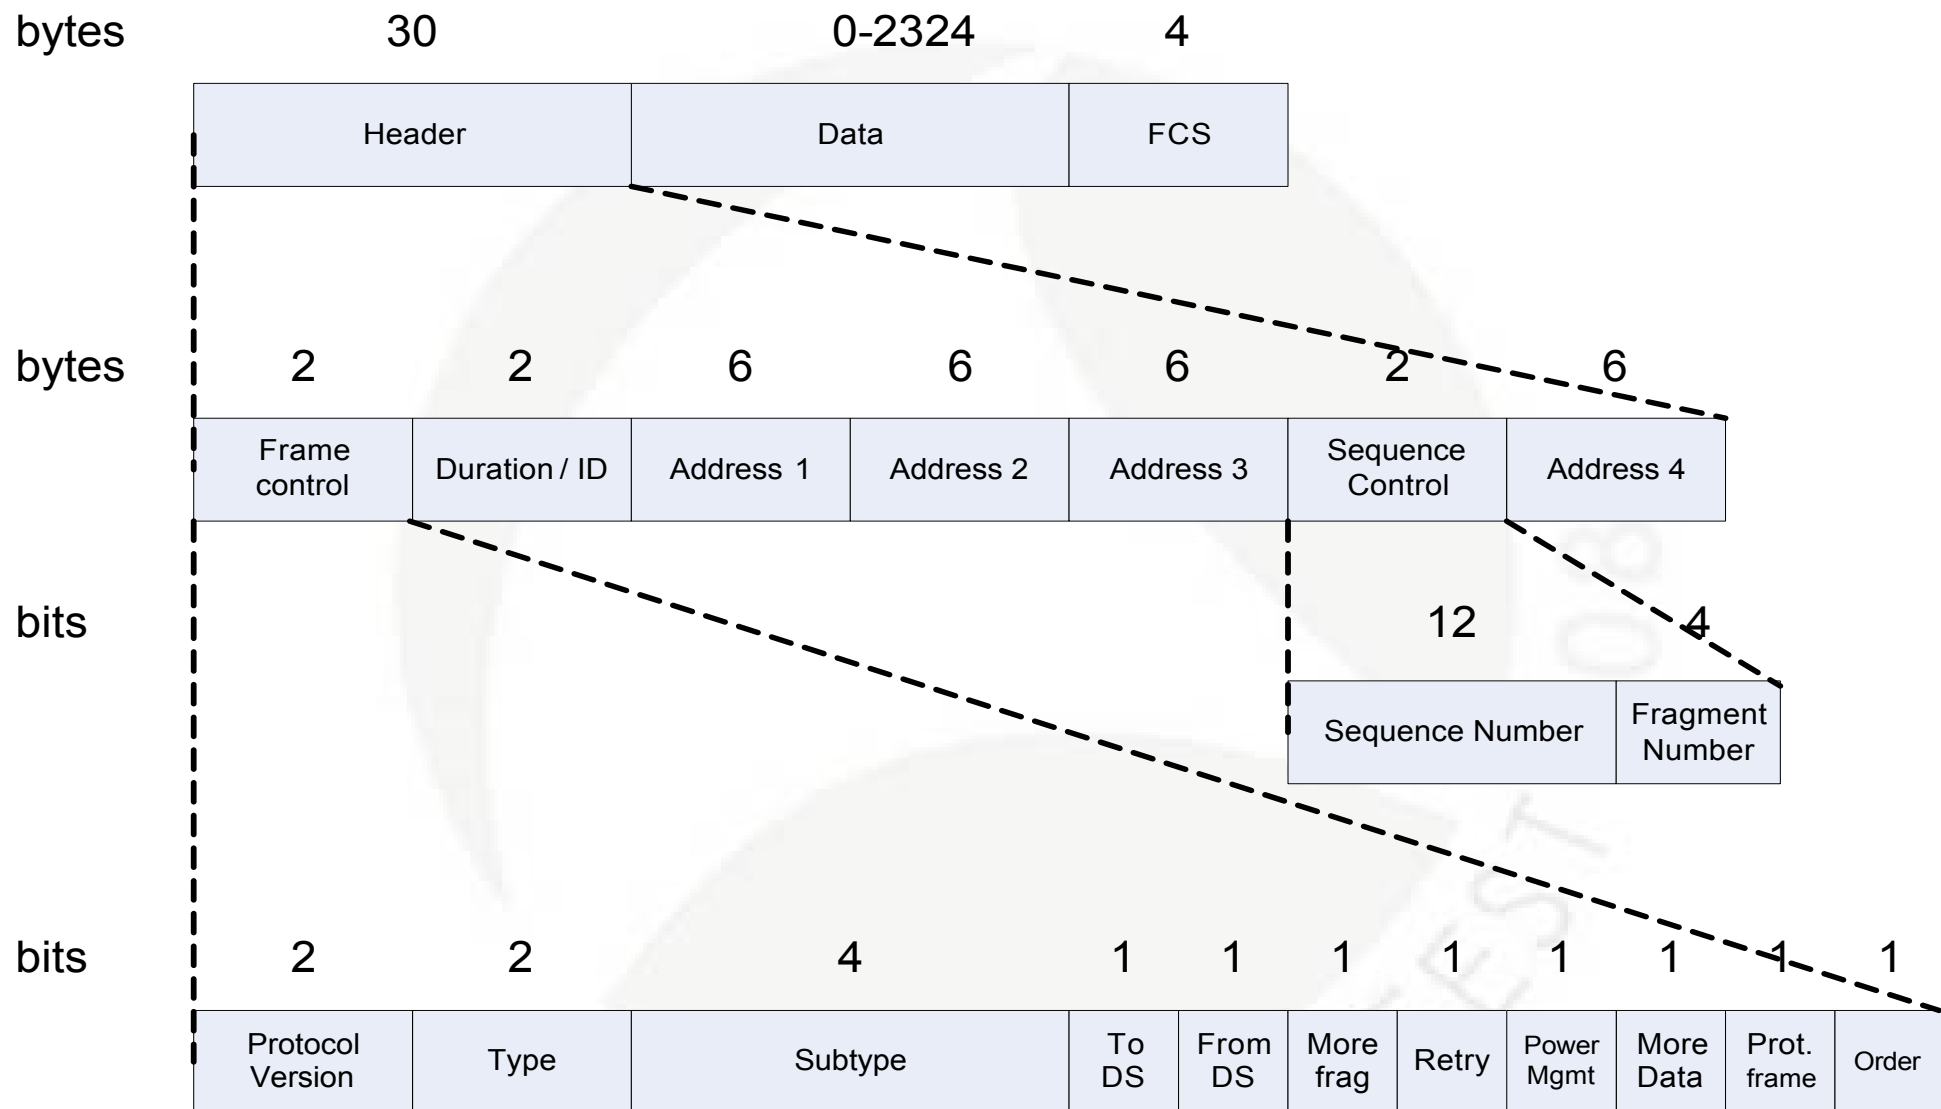 bytes 30 0-2324 4
Header Data FCS
bytes 2 2 6 6 6 2 6
Frame control Duration / ID Address 1 Address 2 Address 3 Sequence Control Address 4
bits 12 4
Sequence Number Fragment Number
bits 2 2 4 1 1 1 1 1 1 1 1
Protocol Version Type Subtype To DS From DS More frag Retry Power Mgmt More Data Prot. frame Order